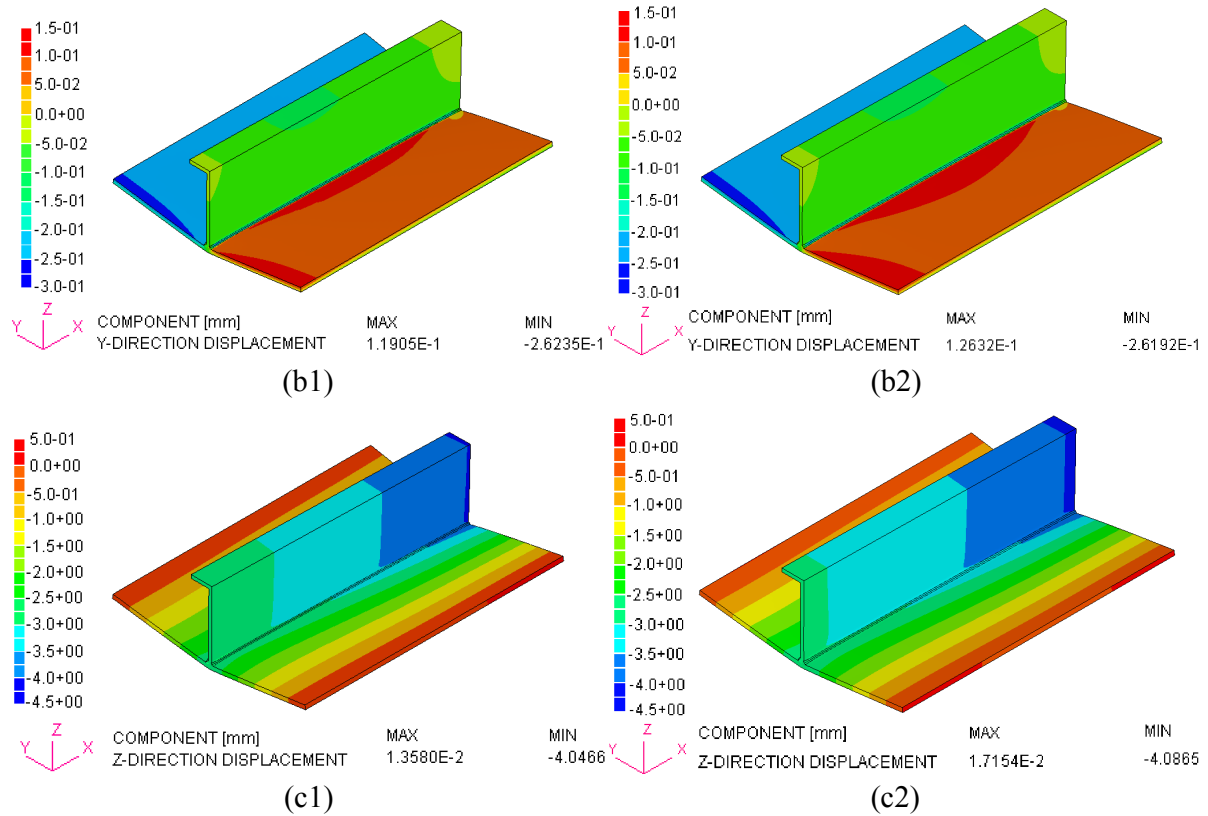 1.5-01
1.0-01
5.0-02
0.0+00
-5.0-02
-1.0-01
-1.5-01
-2.0-01
-2.5-01
-3.0-01
Z
Y X
COMPONENT [mm] MAX MIN
Y-DIRECTION DISPLACEMENT 1.1905E-1 -2.6235E-1
(b1)
1.5-01
1.0-01
5.0-02
0.0+00
-5.0-02
-1.0-01
-1.5-01
-2.0-01
-2.5-01
-3.0-01
Z
Y X
COMPONENT [mm] MAX MIN
Y-DIRECTION DISPLACEMENT 1.2632E-1 -2.6192E-1
(b2)
5.0-01
0.0+00
-5.0-01
-1.0+00
-1.5+00
-2.0+00
-2.5+00
-3.0+00
-3.5+00
-4.0+00
-4.5+00
Z
Y X
COMPONENT [mm] MAX MIN
Z-DIRECTION DISPLACEMENT 1.3580E-2 -4.0466
(c1)
5.0-01
0.0+00
-5.0-01
-1.0+00
-1.5+00
-2.0+00
-2.5+00
-3.0+00
-3.5+00
-4.0+00
-4.5+00
Z
Y X
COMPONENT [mm] MAX MIN
Z-DIRECTION DISPLACEMENT 1.7154E-2 -4.0865
(c2)